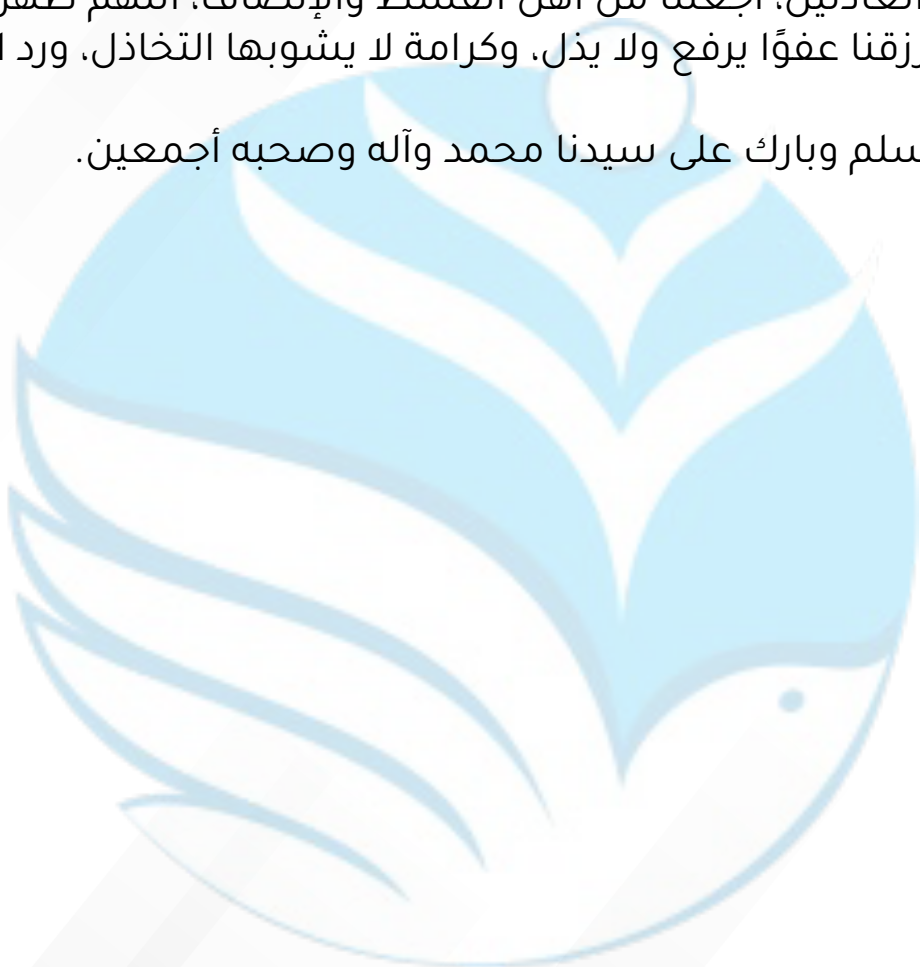 العادلين، اجعلنا من أهل القسط والإنصاف، اللهم طهر
رزقنا عفوًا يرفع ولا يذل، وكرامة لا يشوبها التخاذل، ورد ا
سلم وبارك على سيدنا محمد وآله وصحبه أجمعين.